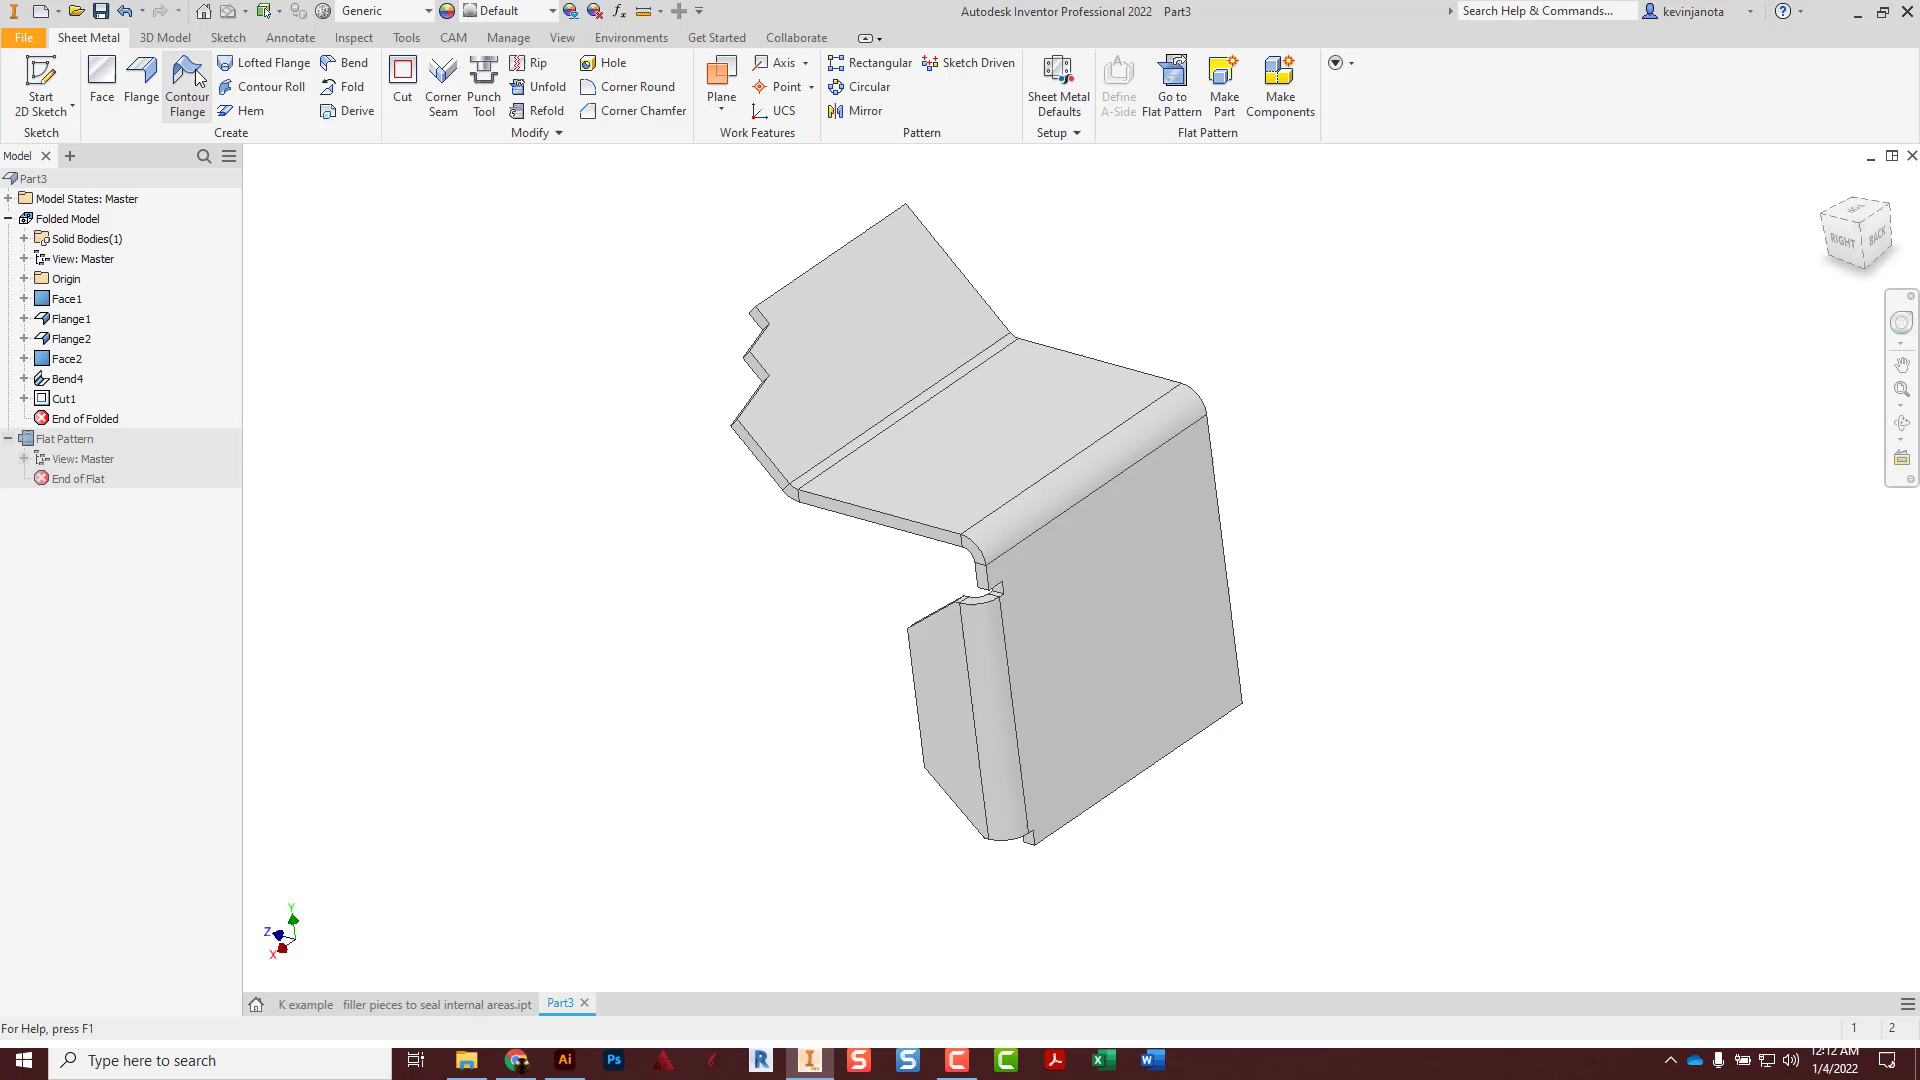 Generic
Default
fx
Autodesk Inventor Professional 2022 Part3
Search Help & Commands...
kevinjanota
File
Sheet Metal
3D Model
Sketch
Annotate
Inspect
Tools
CAM
Manage
View
Environments
Get Started
Collaborate
Start
2D Sketch
Face
Flange
Contour
Flange
Lofted Flange
Contour Roll
Hem
Bend
Fold
Derive
Cut
Corner
Seam
Punch
Tool
Rip
Unfold
Refold
Hole
Corner Round
Corner Chamfer
Plane
Axis
Point
UCS
Rectangular
Circular
Mirror
Sketch Driven
Sheet Metal
Defaults
Define
A-Side
Go to
Flat Pattern
Make
Part
Make
Components
Sketch
Create
Modify
Work Features
Pattern
Setup
Flat Pattern
Model
Part3
Model States: Master
Folded Model
Solid Bodies(1)
View: Master
Origin
Face1
Flange1
Flange2
Face2
Bend4
Cut1
End of Folded
Flat Pattern
View: Master
End of Flat
TOP
RIGHT
BACK
Y
Z
X
K example filler pieces to seal internal areas.ipt
Part3
For Help, press F1
1 2
Type here to search
Ai
Ps
R
I
S
S
C
C
12:12 AM
1/4/2022